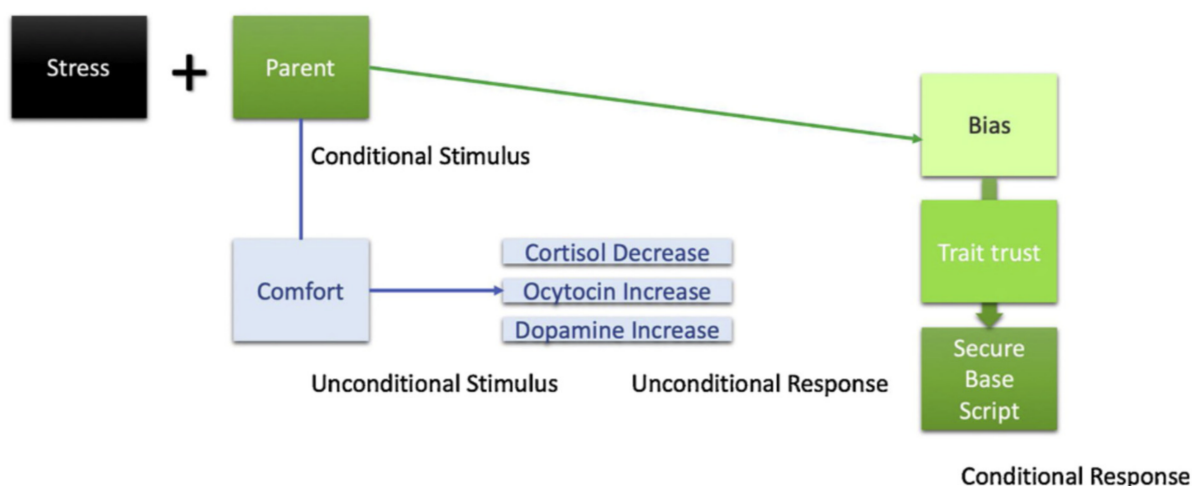 Stress
+
Parent
Bias
Conditional Stimulus
Trait trust
Comfort
Cortisol Decrease
Ocytocin Increase
Dopamine Increase
Secure
Base
Script
Unconditional Stimulus
Unconditional Response
Conditional Response